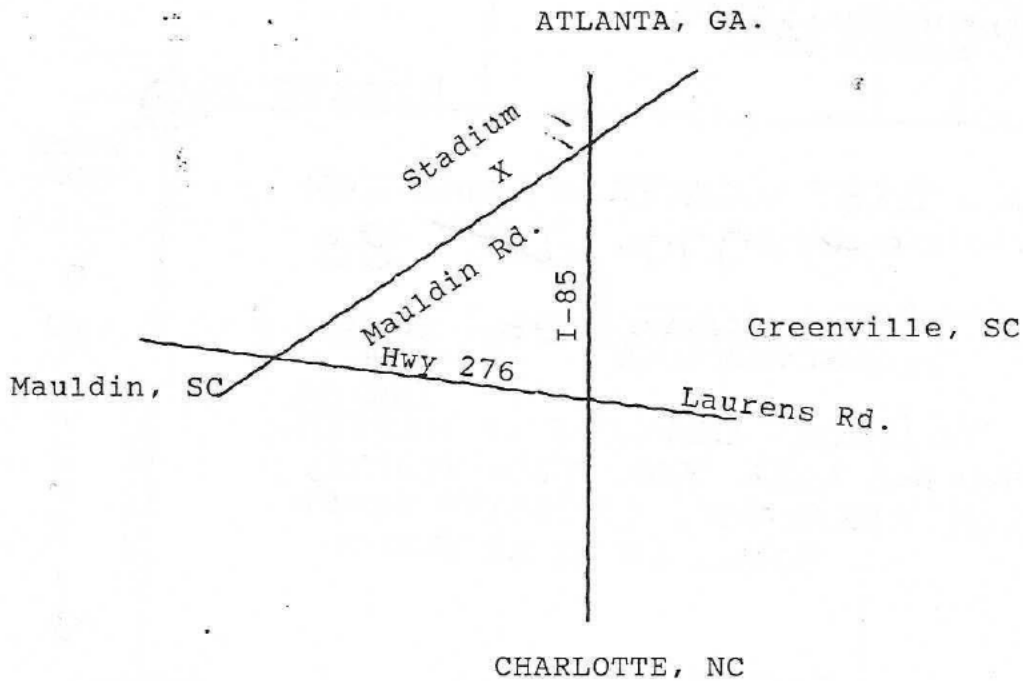 ATLANTA, GA.
Stadium
X
Mauldin Rd.
I-85
Greenville, SC
Hwy 276
Mauldin, SC
Laurens Rd.
CHARLOTTE, NC